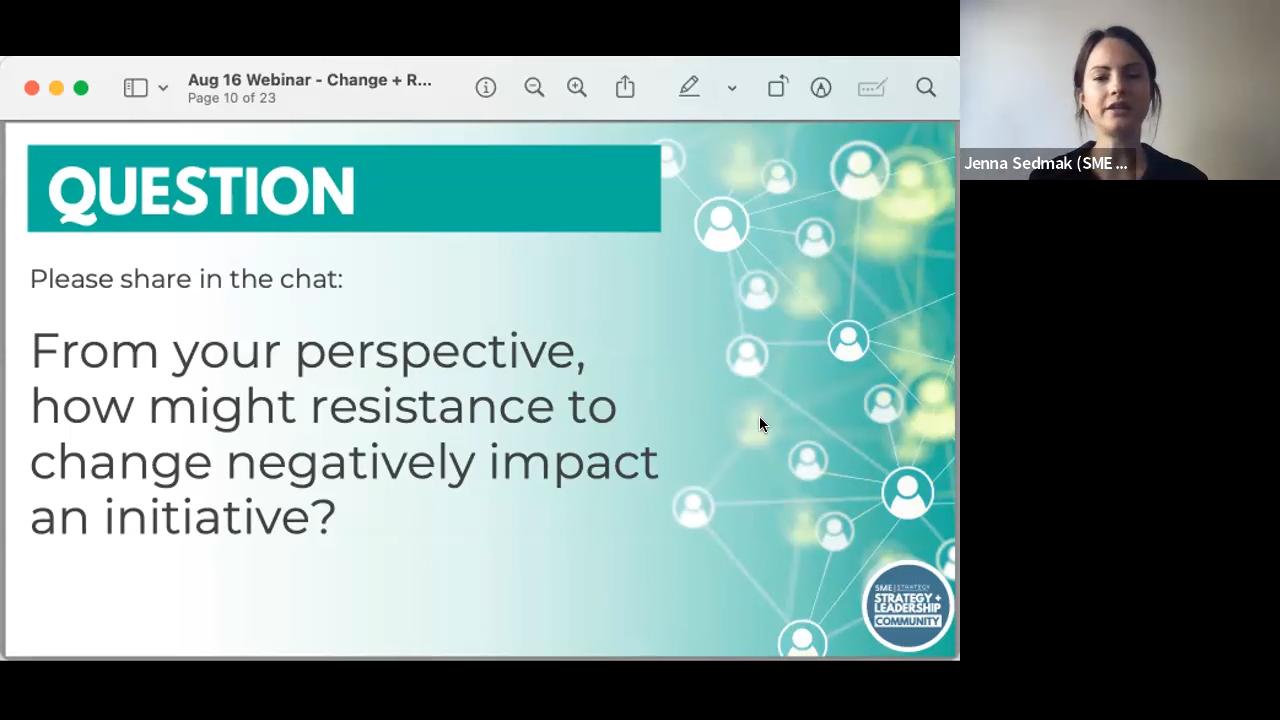 Aug 16 Webinar - Change + R...
Page 10 of 23
Jenna Sedmak (SME ...
QUESTION
Please share in the chat:
From your perspective,
how might resistance to
change negatively impact
an initiative?
SME | STRATEGY
STRATEGY +
LEADERSHIP
COMMUNITY